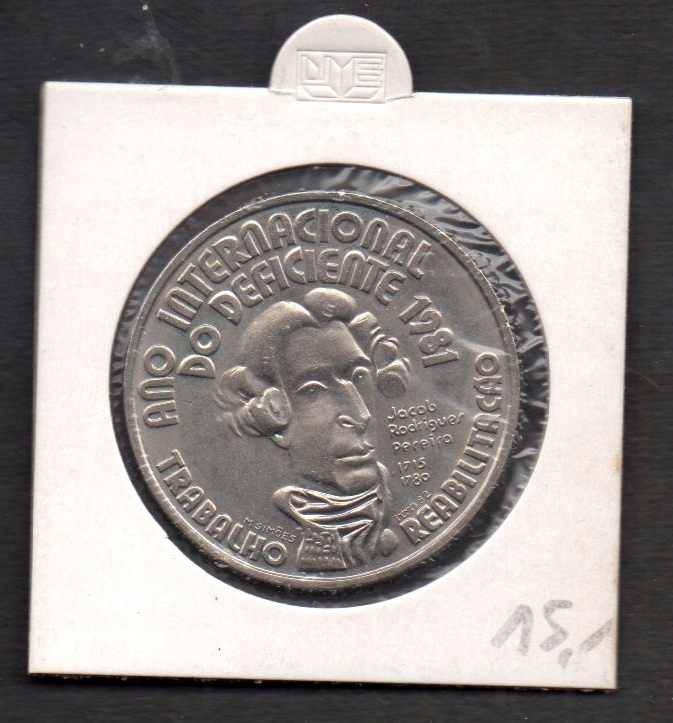 ANO INTERNACIONAL
DO DEFICIENTE 1981
Jacob
Rodrigues
Pereira
1715
1780
M. SIMÕES
TRABALHO
REABILITAÇÃO
15,-